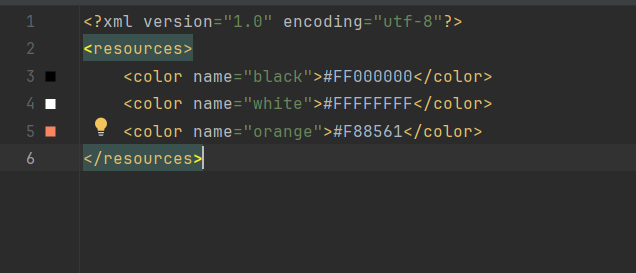 1 <?xml version="1.0" encoding="utf-8"?>
2 <resources>
3 <color name="black">#FF000000</color>
4 <color name="white">#FFFFFFFF</color>
5 <color name="orange">#F88561</color>
6 </resources>